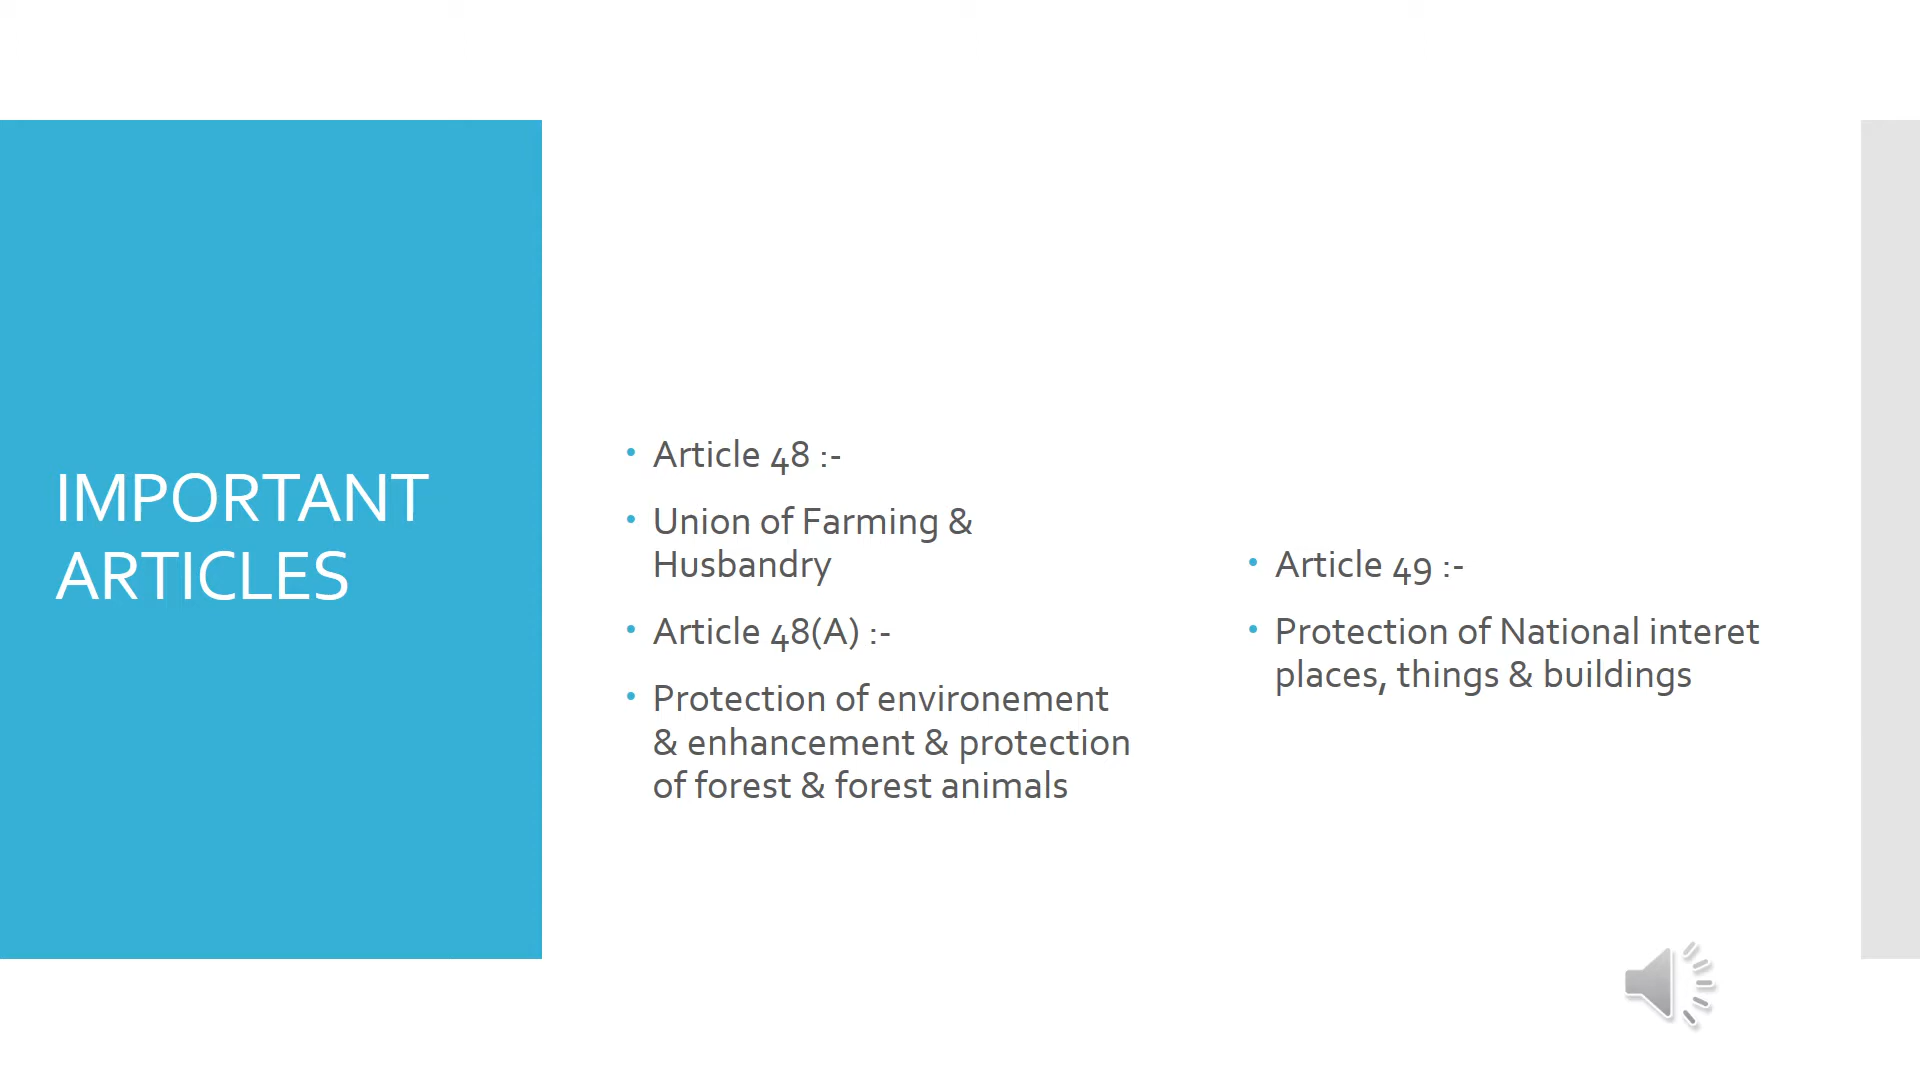 IMPORTANT
ARTICLES
• Article 48 :-
• Union of Farming &
Husbandry
• Article 48(A) :-
• Protection of environement
& enhancement & protection
of forest & forest animals
• Article 49 :-
• Protection of National interet
places, things & buildings